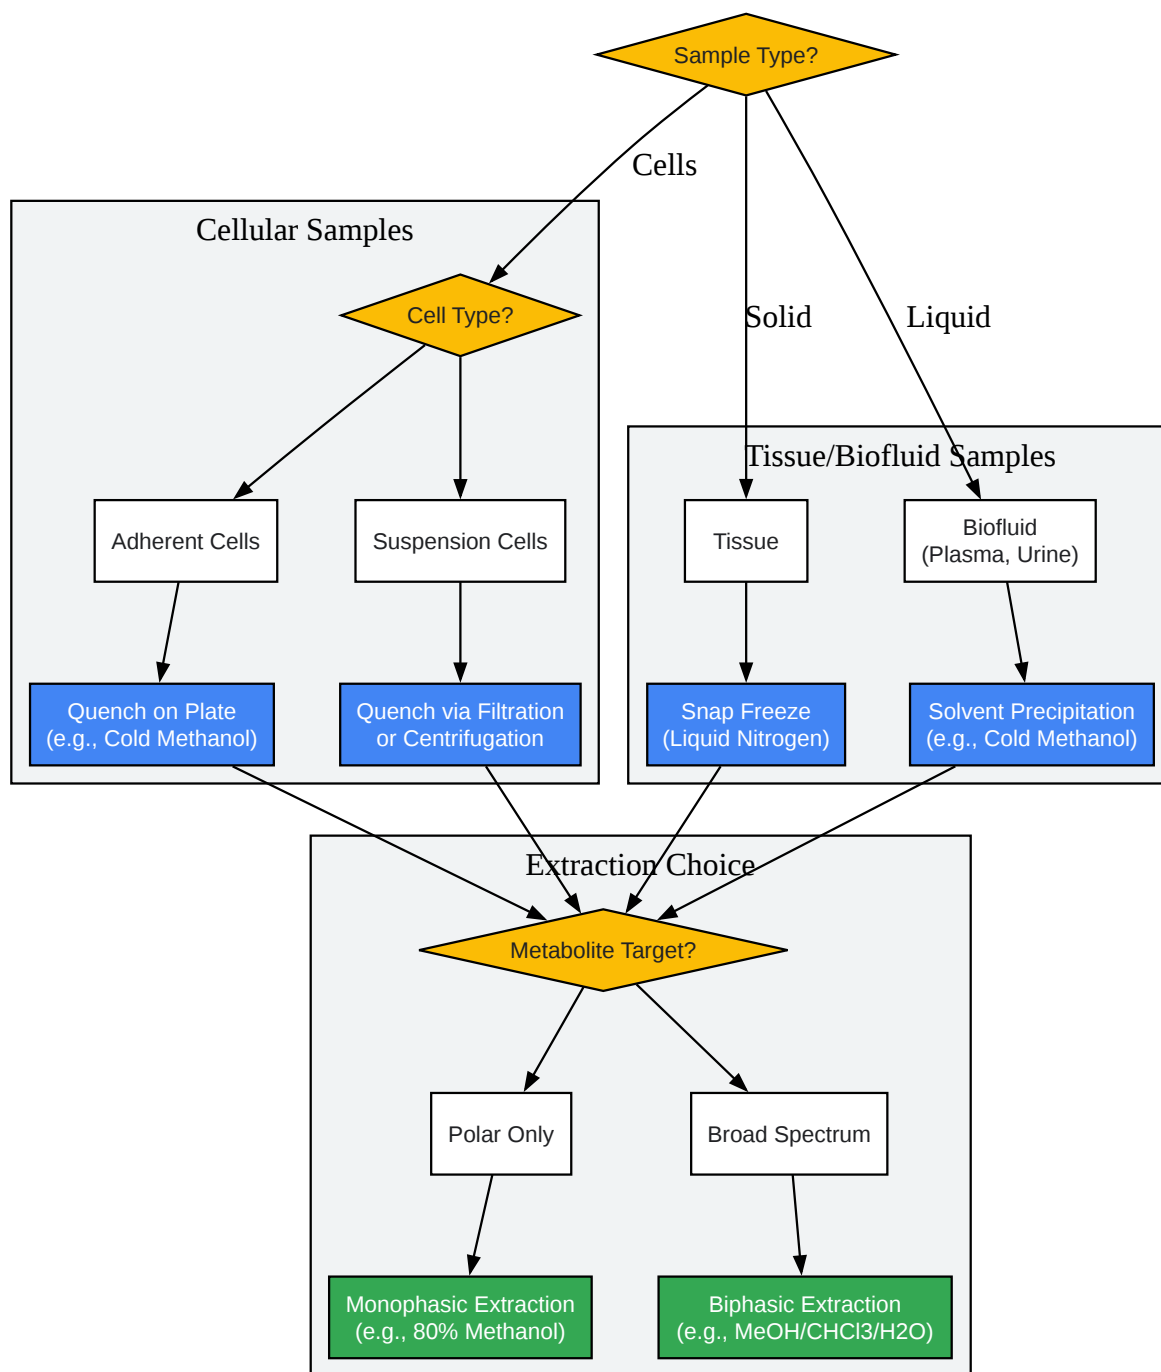 Sample Type?
Cells
Cellular Samples
Cell Type?
Solid
Liquid
Tissue/Biofluid Samples
Adherent Cells
Suspension Cells
Tissue
Biofluid
(Plasma, Urine)
Quench on Plate
(e.g., Cold Methanol)
Quench via Filtration
or Centrifugation
Snap Freeze
(Liquid Nitrogen)
Solvent Precipitation
(e.g., Cold Methanol)
Extraction Choice
Metabolite Target?
Polar Only
Broad Spectrum
Monophasic Extraction
(e.g., 80% Methanol)
Biphasic Extraction
(e.g., MeOH/CHCl3/H2O)